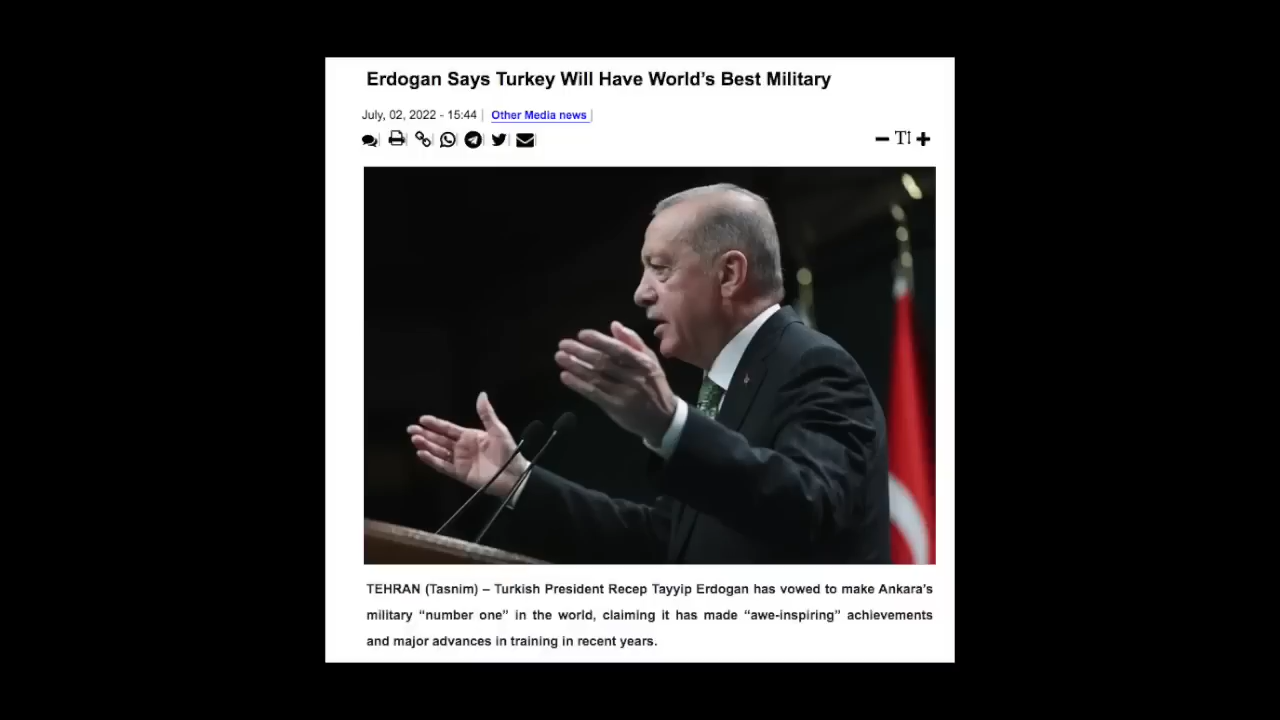 Erdogan Says Turkey Will Have World’s Best Military
July, 02, 2022 - 15:44 Other Media news
TI
TEHRAN (Tasnim) – Turkish President Recep Tayyip Erdogan has vowed to make Ankara’s
military “number one” in the world, claiming it has made “awe-inspiring” achievements
and major advances in training in recent years.